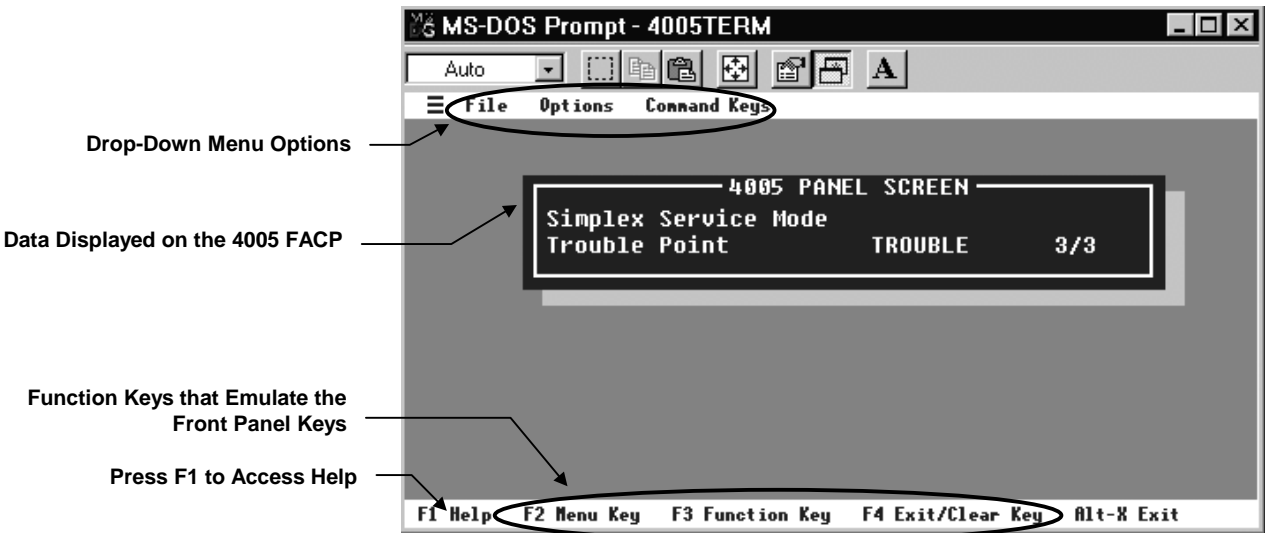 MS-DOS Prompt - 4005TERM
Auto
A
File Options Command Keys
Drop-Down Menu Options
4005 PANEL SCREEN
Simplex Service Mode
Trouble Point TROUBLE 3/3
Data Displayed on the 4005 FACP
Function Keys that Emulate the
Front Panel Keys
Press F1 to Access Help
F1 Help F2 Menu Key F3 Function Key F4 Exit/Clear Key Alt-X Exit